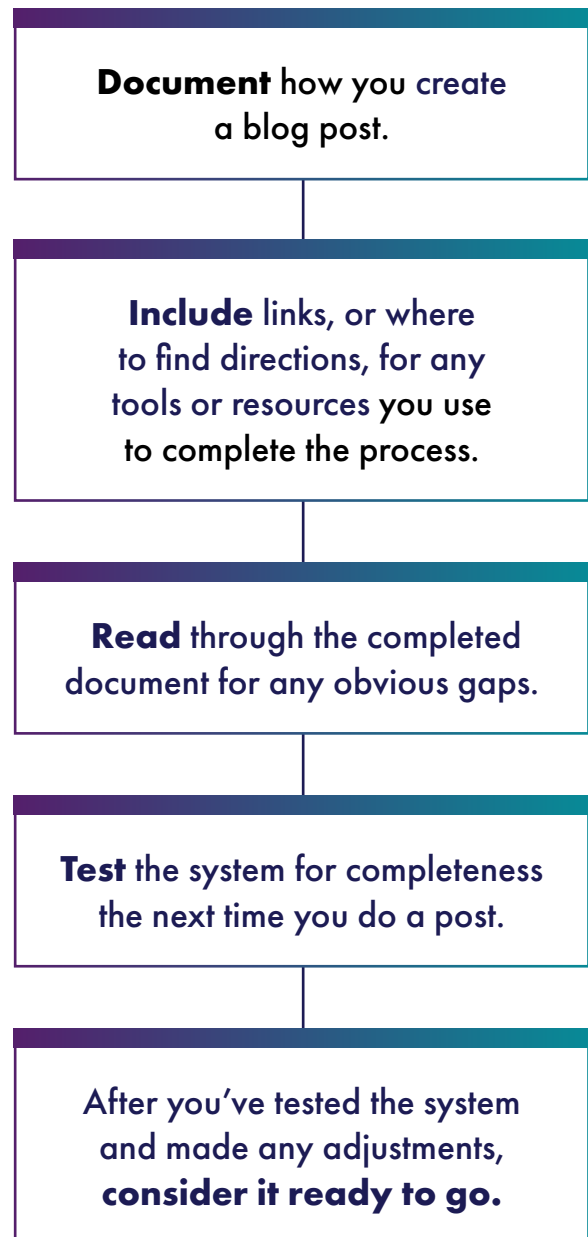 Document how you create
a blog post.
Include links, or where
to find directions, for any
tools or resources you use
to complete the process.
Read through the completed
document for any obvious gaps.
Test the system for completeness
the next time you do a post.
After you’ve tested the system
and made any adjustments,
consider it ready to go.